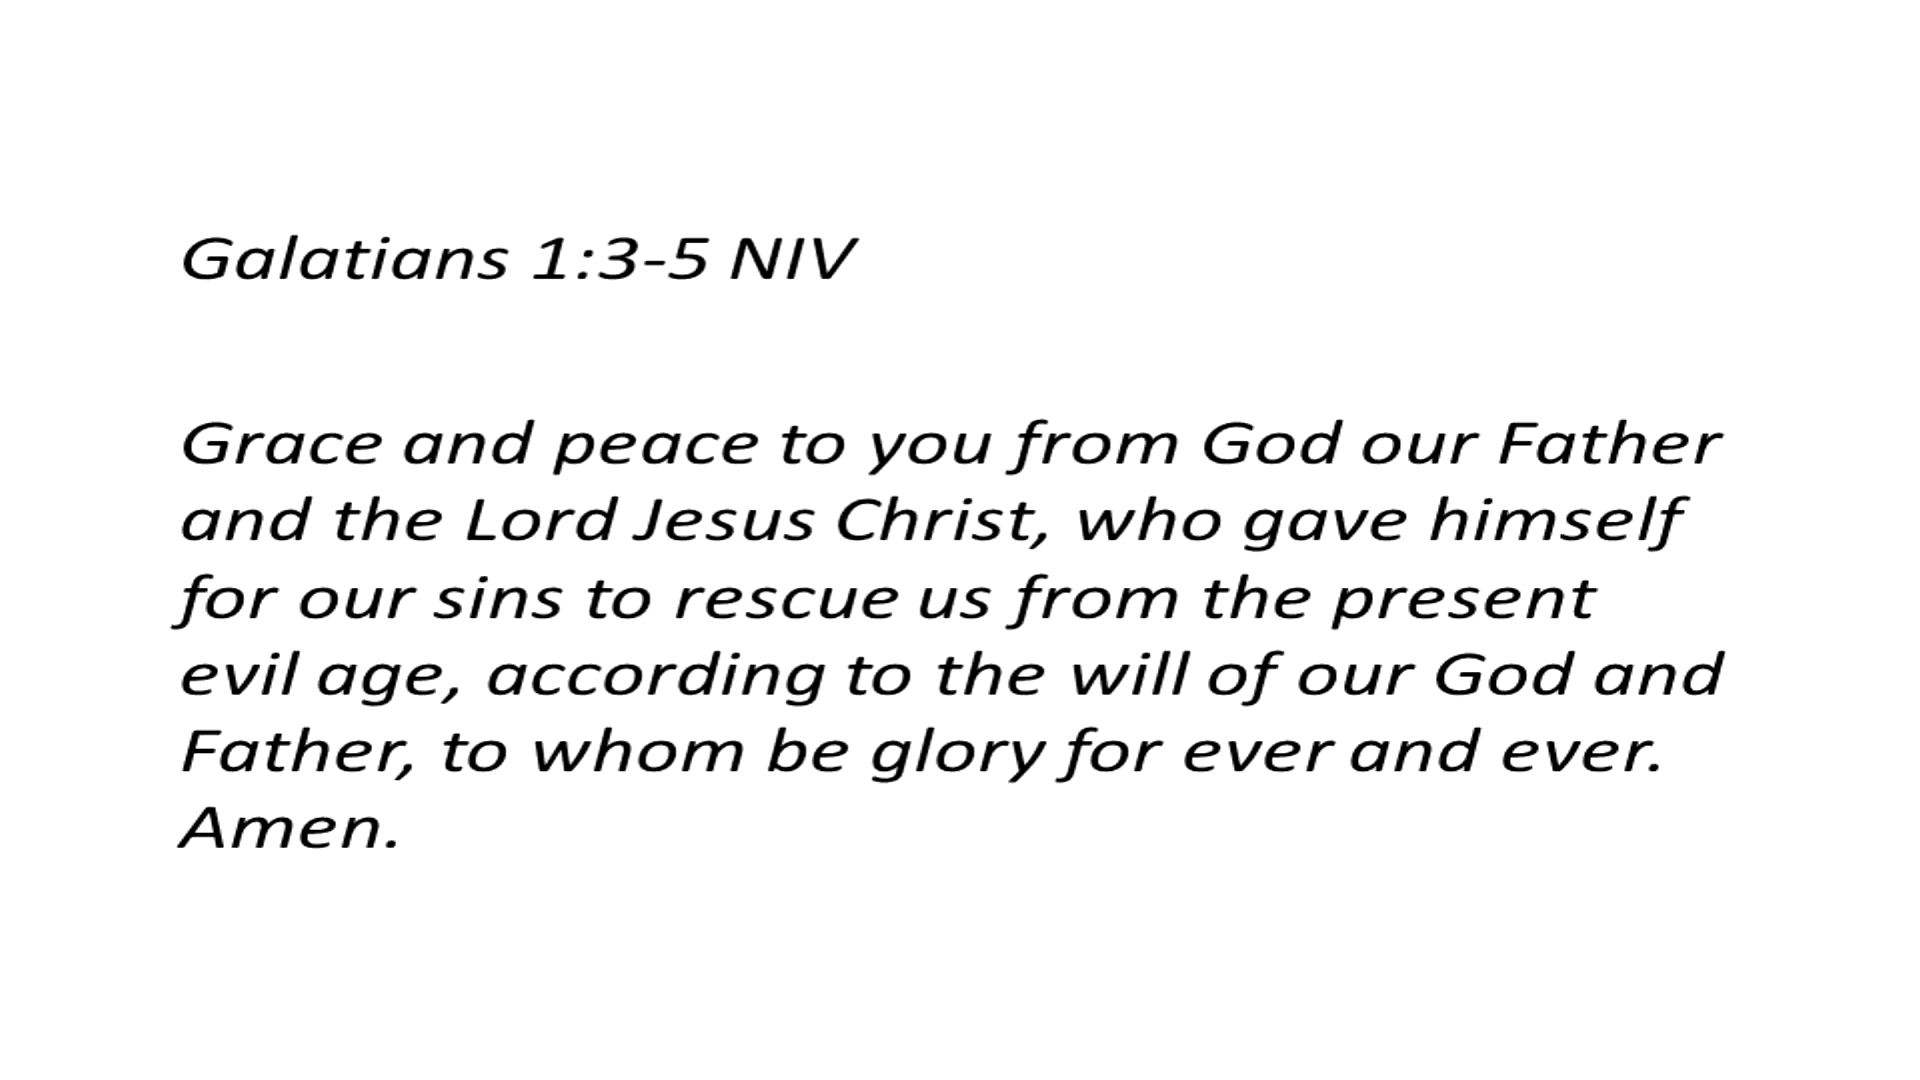 Galatians 1:3-5 NIV
Grace and peace to you from God our Father
and the Lord Jesus Christ, who gave himself
for our sins to rescue us from the present
evil age, according to the will of our God and
Father, to whom be glory for ever and ever.
Amen.